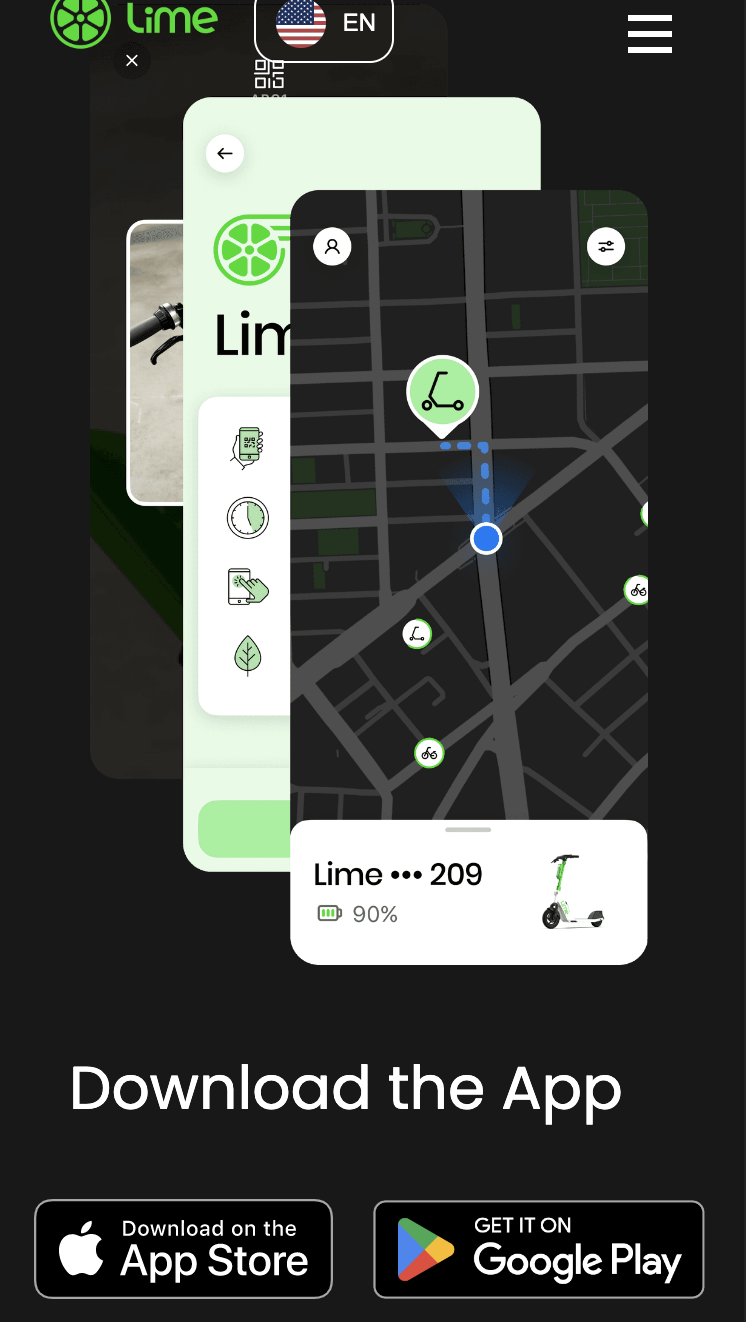 Lime
EN
Lim
Lime ••• 209
90%
Download the App
Download on the
App Store
GET IT ON
Google Play